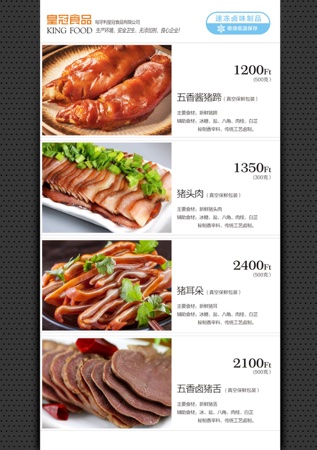 皇冠食品
KING FOOD
匈牙利皇冠食品有限公司
生产环境，安全卫生，无添加剂，良心企业！
速冻卤味制品
敬请低温保存
1200Ft
(500克)
五香酱猪蹄（真空保鲜包装）
主要食材，新鲜猪蹄
辅助食材，冰糖、盐、八角、肉桂、白芷
秘制香辛料、传统工艺卤制。
1350Ft
(300克)
猪头肉（真空保鲜包装）
主要食材，新鲜猪头肉
辅助食材，冰糖、盐、八角、肉桂、白芷
秘制香辛料、传统工艺卤制。
2400Ft
(500克)
猪耳朵（真空保鲜包装）
主要食材，新鲜猪耳
辅助食材，冰糖、盐、八角、肉桂、白芷
秘制香辛料、传统工艺卤制。
2100Ft
(500克)
五香卤猪舌（真空保鲜包装）
主要食材，新鲜猪舌
辅助食材，冰、盐、八角、肉桂、白芷
秘制香辛料、传统工艺卤制。